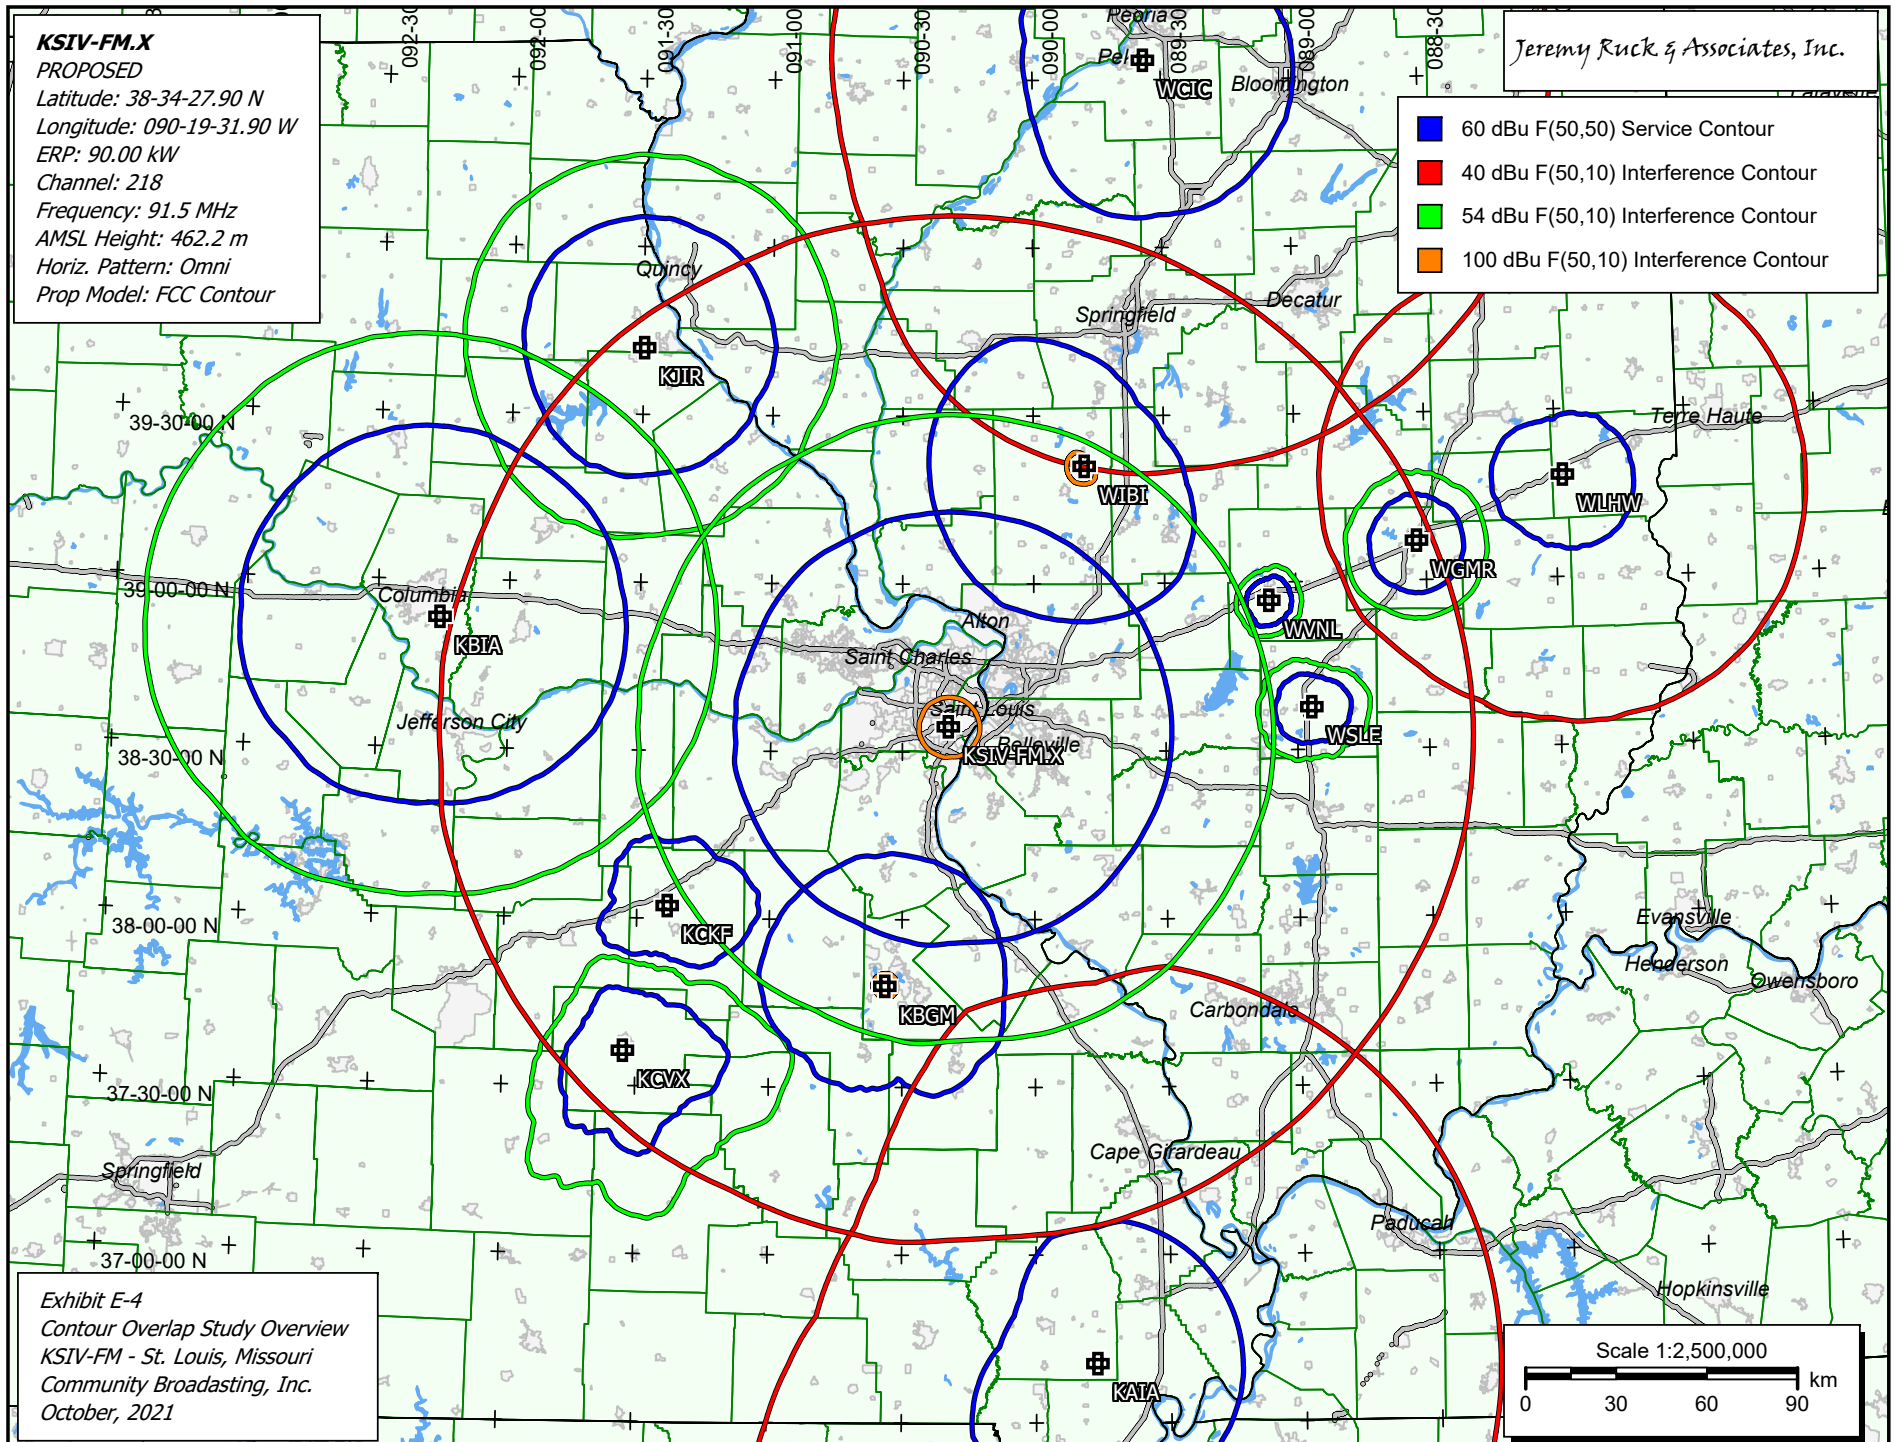 KSIV-FM.X
PROPOSED
Latitude: 38-34-27.90 N
Longitude: 090-19-31.90 W
ERP: 90.00 kW
Channel: 218
Frequency: 91.5 MHz
AMSL Height: 462.2 m
Horiz. Pattern: Omni
Prop Model: FCC Contour
092-30
092-00
091-30
091-00
090-30
090-00
089-30
089-00
088-30
Jeremy Ruck & Associates, Inc.
60 dBu F(50,50) Service Contour
40 dBu F(50,10) Interference Contour
54 dBu F(50,10) Interference Contour
100 dBu F(50,10) Interference Contour
Peoria
WCIC
Bloomington
Quincy
Decatur
Springfield
KJIR
39-30-00 N
Terre Haute
WIBI
WLHW
WGMR
39-00-00 N
Columbia
KBIA
Alton
WVNL
Saint Charles
Saint Louis
Jefferson City
WSLE
Belleville
KSIV-FM.X
38-30-00 N
38-00-00 N
KCKF
Evansville
Henderson
Owensboro
KBGM
Carbondale
KCVX
37-30-00 N
Cape Girardeau
Springfield
Paducah
37-00-00 N
Hopkinsville
KAIA
Exhibit E-4
Contour Overlap Study Overview
KSIV-FM - St. Louis, Missouri
Community Broadasting, Inc.
October, 2021
Scale 1:2,500,000
km
0 30 60 90